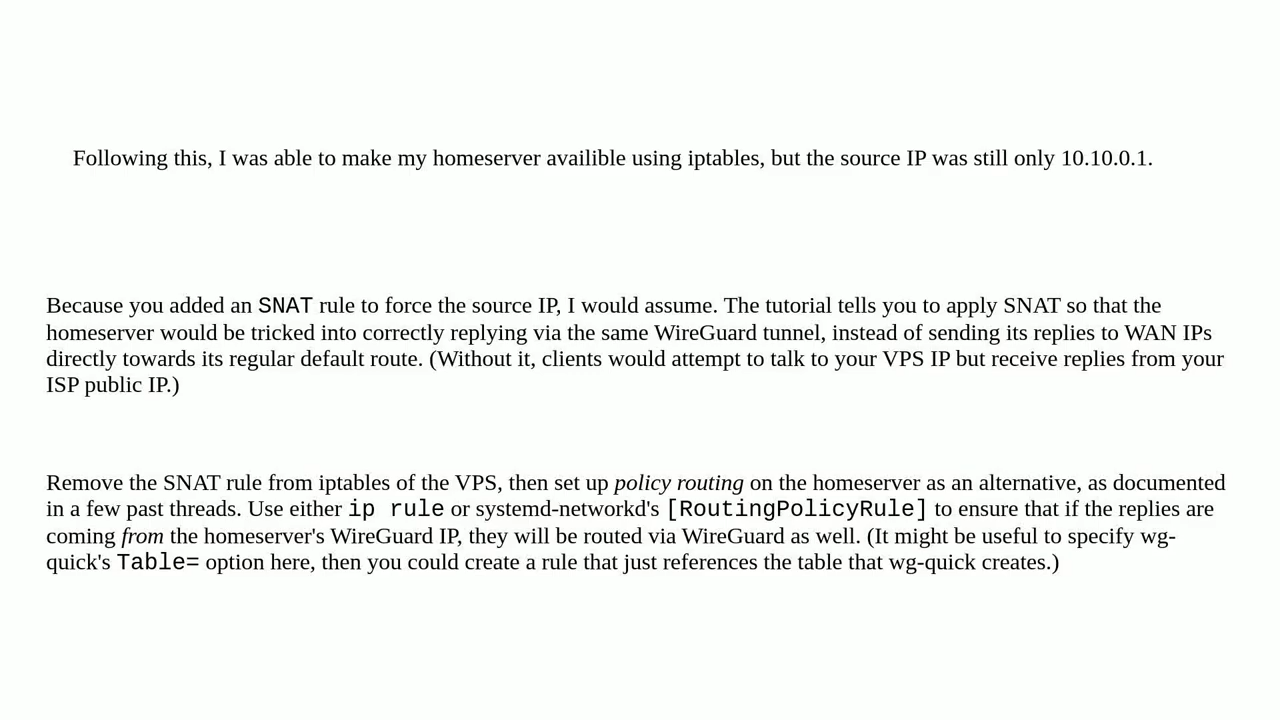 Following this, I was able to make my homeserver availible using iptables, but the source IP was still only 10.10.0.1.
Because you added an SNAT rule to force the source IP, I would assume. The tutorial tells you to apply SNAT so that the
homeserver would be tricked into correctly replying via the same WireGuard tunnel, instead of sending its replies to WAN IPs
directly towards its regular default route. (Without it, clients would attempt to talk to your VPS IP but receive replies from your
ISP public IP.)
Remove the SNAT rule from iptables of the VPS, then set up policy routing on the homeserver as an alternative, as documented
in a few past threads. Use either ip rule or systemd-networkd's [RoutingPolicyRule] to ensure that if the replies are
coming from the homeserver's WireGuard IP, they will be routed via WireGuard as well. (It might be useful to specify wg-
quick's Table= option here, then you could create a rule that just references the table that wg-quick creates.)